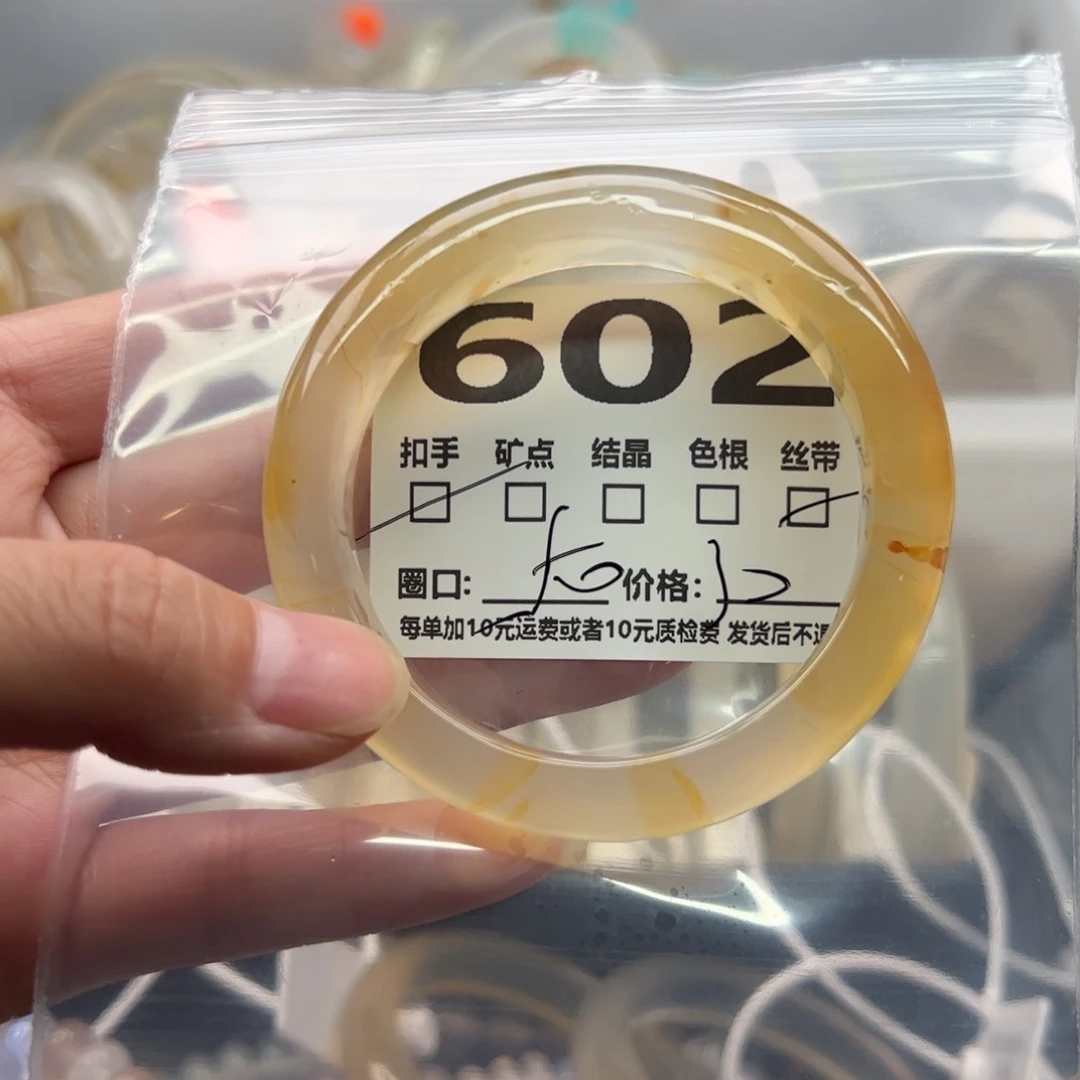 602
扣手 矿点 结晶 色根 丝带
圈口: 价格:
每单加10元运费或者10元质检费 发货后不退